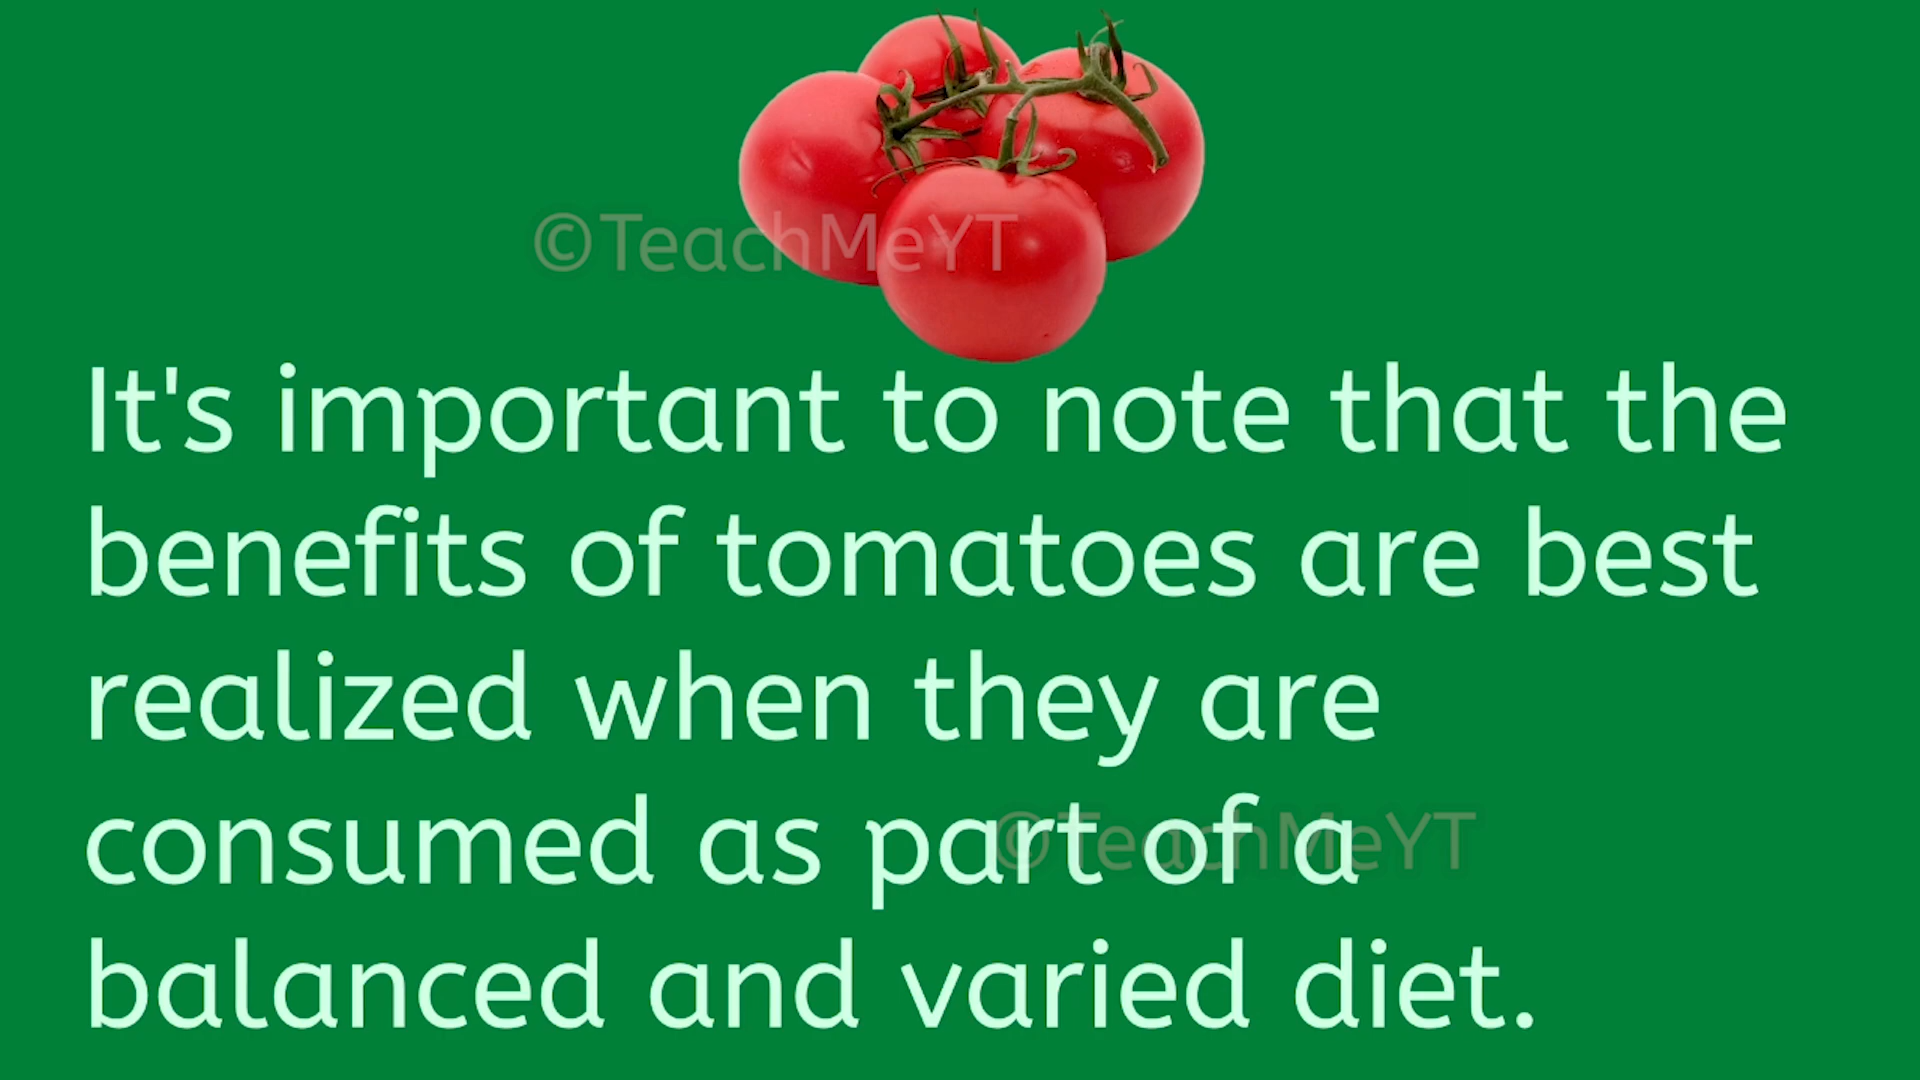 ©TeachMeYT
It's important to note that the
benefits of tomatoes are best
realized when they are
consumed as part of a
©TeachMeYT
balanced and varied diet.